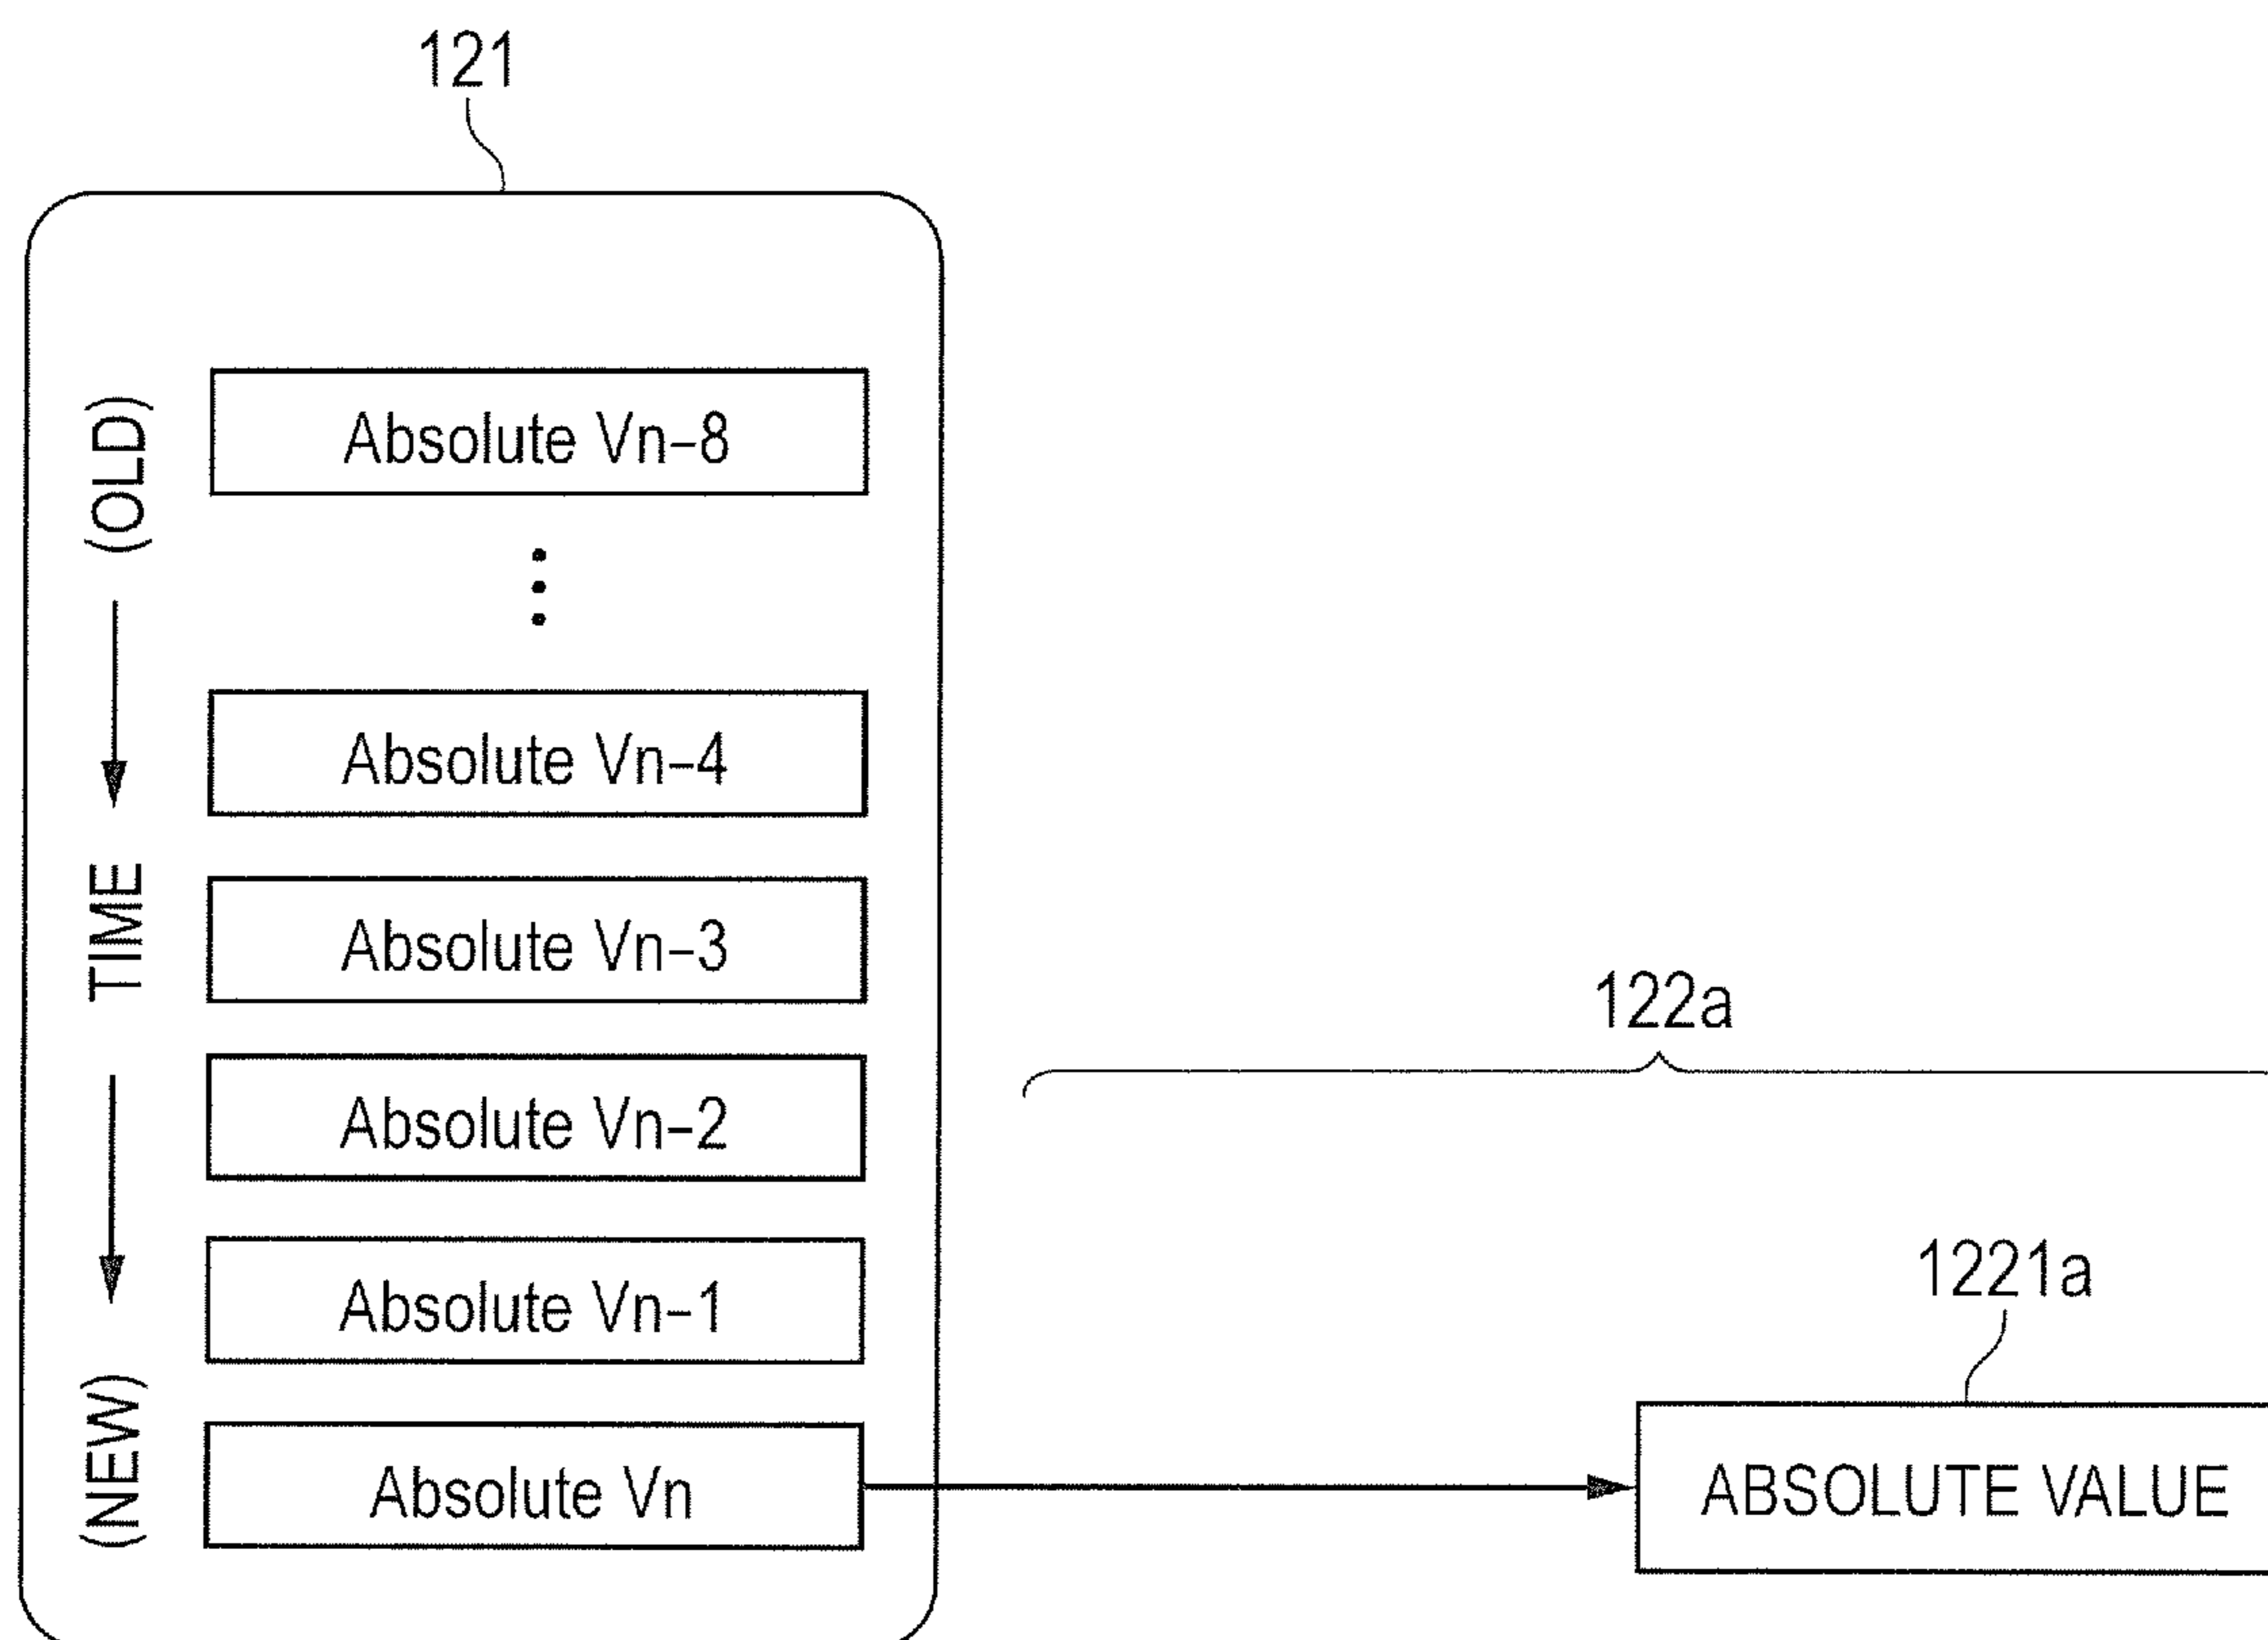 121
(OLD)
TIME
(NEW)
Absolute Vn-8
Absolute Vn-4
Absolute Vn-3
Absolute Vn-2
Absolute Vn-1
Absolute Vn
122a
1221a
ABSOLUTE VALUE